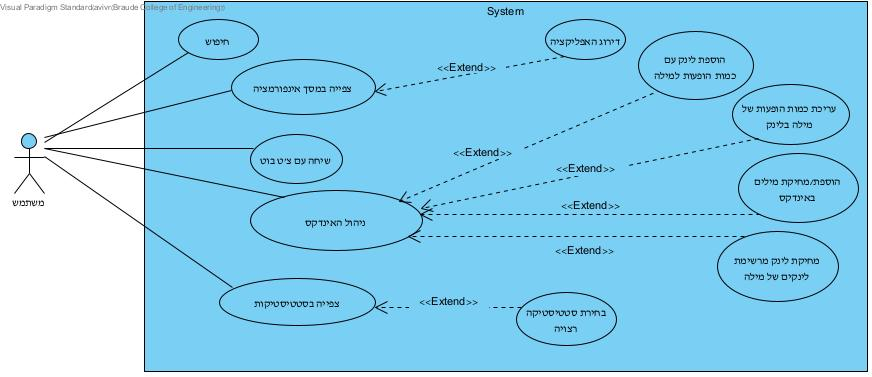 Visual Paradigm Standard(avivr(Braude College of Engineering))
System
חיפוש
דירוג האפליקציה
<<Extend>>
צפייה במסך אינפורמציה
הוספת לינק עם
כמות הופעות למילה
עריכת כמות הופעות של
מילה בלינק
<<Extend>>
שיחה עם צ'ט בוט
<<Extend>>
הוספת/מחיקת מילים
באינדקס
משתמש
<<Extend>>
ניהול האינדקס
<<Extend>>
מחיקת לינק מרשימת
לינקים של מילה
צפייה בסטטיסטיקות
<<Extend>>
בחירת סטטיסטיקה
רצויה